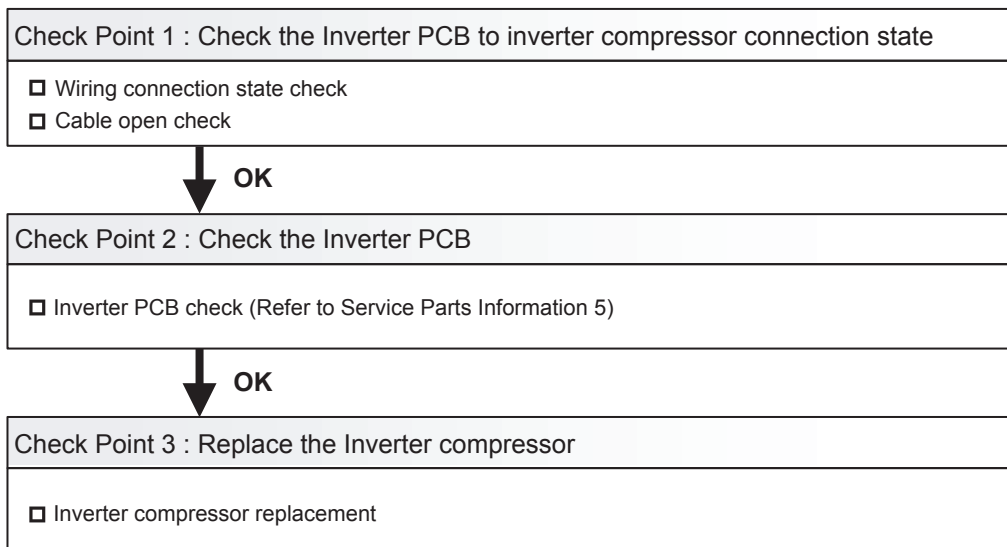 Check Point 1 : Check the Inverter PCB to inverter compressor connection state
Wiring connection state check
Cable open check
OK
Check Point 2 : Check the Inverter PCB
Inverter PCB check (Refer to Service Parts Information 5)
OK
Check Point 3 : Replace the Inverter compressor
Inverter compressor replacement